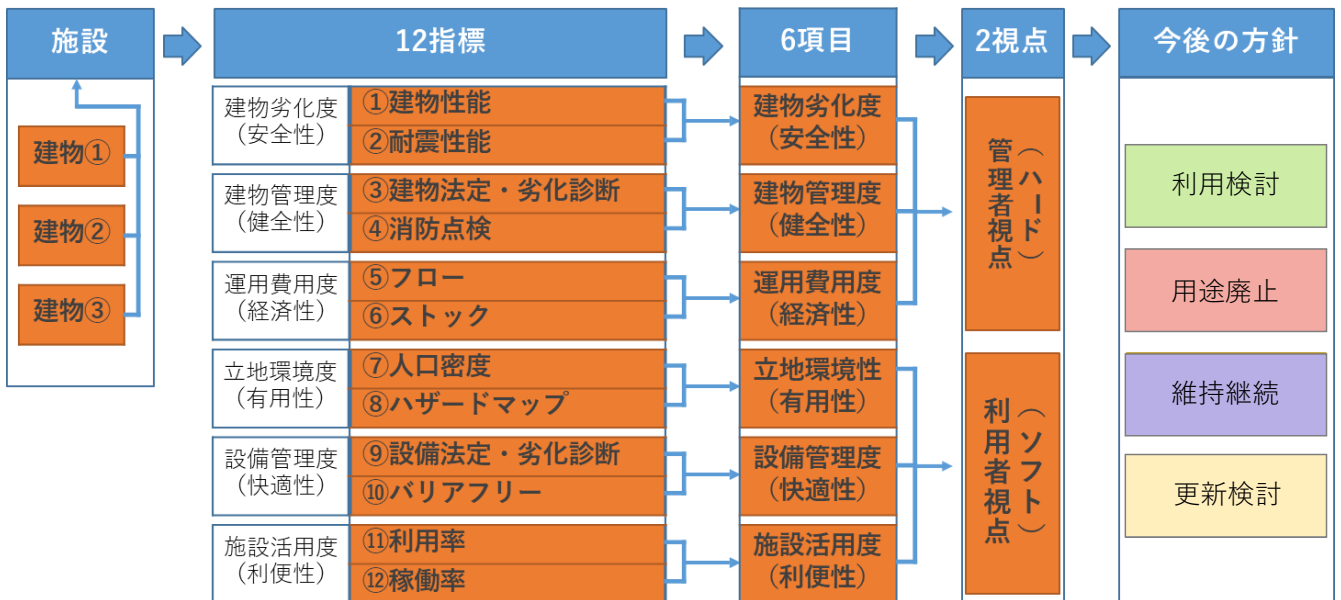 施設
12指標
6項目
2視点
今後の方針
建物①
建物②
建物③
建物劣化度
(安全性)
①建物性能
②耐震性能
建物管理度
(健全性)
③建物法定・劣化診断
④消防点検
運用費用度
(経済性)
⑤フロー
⑥ストック
立地環境度
(有用性)
⑦人口密度
⑧ハザードマップ
設備管理度
(快適性)
⑨設備法定・劣化診断
⑩バリアフリー
施設活用度
(利便性)
⑪利用率
⑫稼働率
建物劣化度
(安全性)
建物管理度
(健全性)
運用費用度
(経済性)
立地環境性
(有用性)
設備管理度
(快適性)
施設活用度
(利便性)
管理者視点
（ハード）
利用者視点
（ソフト）
利用検討
用途廃止
維持継続
更新検討